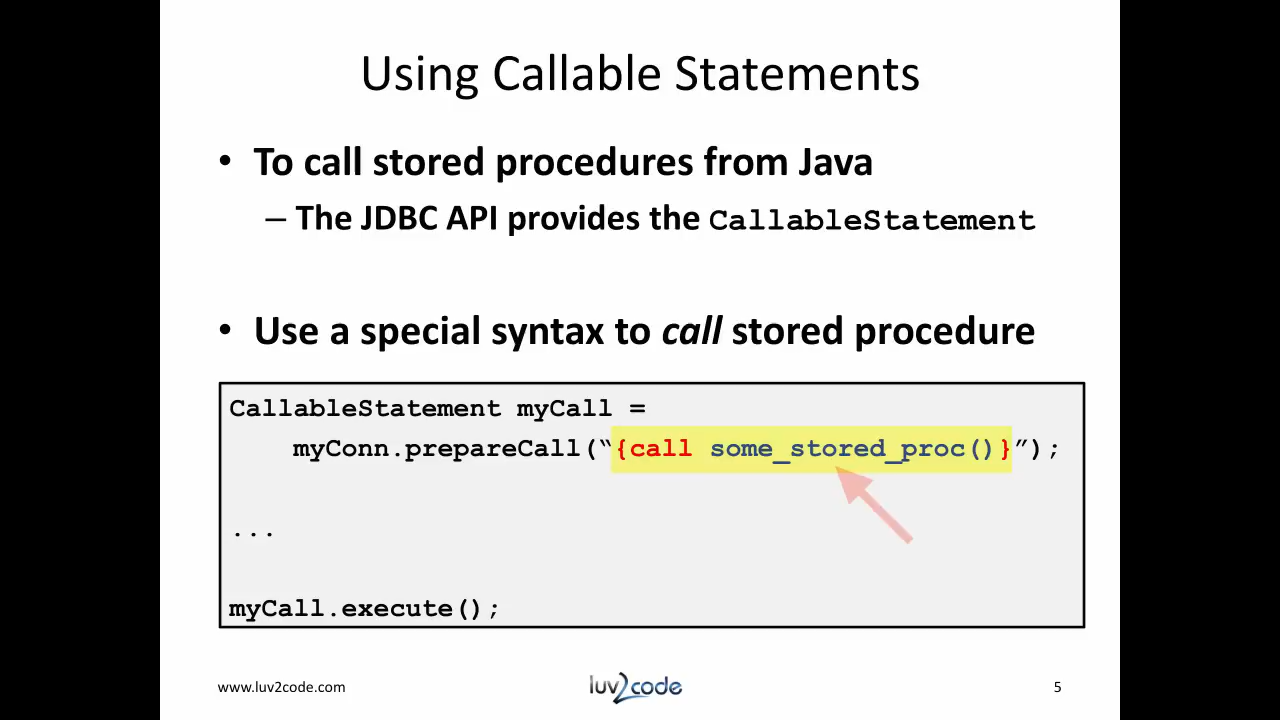 Using Callable Statements
• To call stored procedures from Java
– The JDBC API provides the CallableStatement
• Use a special syntax to call stored procedure
CallableStatement myCall =
myConn.prepareCall(“{call some_stored_proc()}”);
...
myCall.execute();
www.luv2code.com
luv2code
5